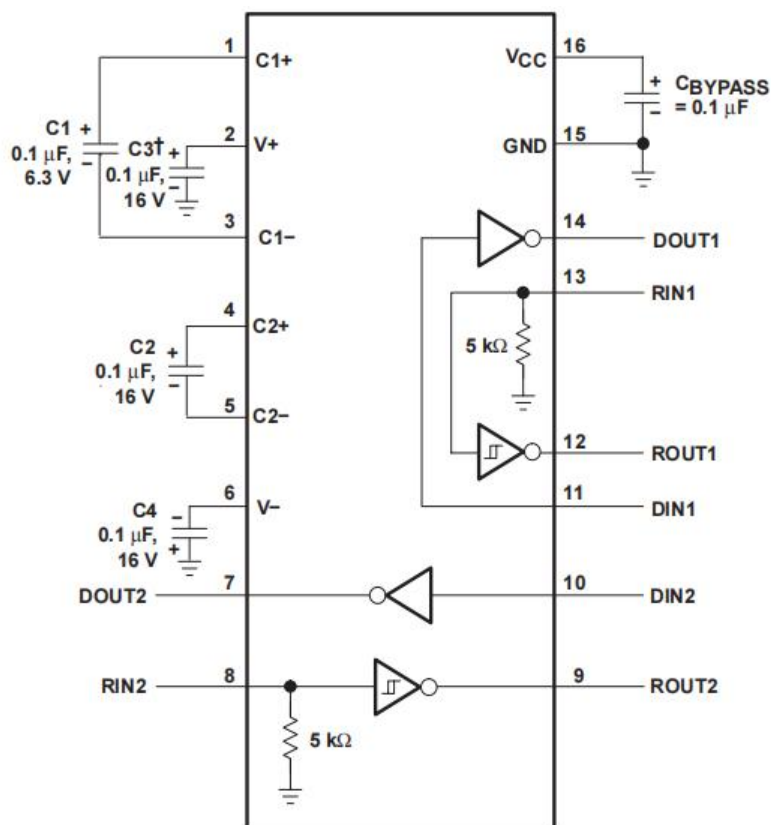 1
C1+
VCC
16
+
CBYPASS
= 0.1 μF
–
C1 +
0.1 μF,
6.3 V
–
2
V+
C3† +
0.1 μF,
16 V
–
GND
15
3
C1–
14
DOUT1
13
RIN1
5 kΩ
4
C2+
C2
+
0.1 μF,
16 V
–
5
C2–
12
ROUT1
11
DIN1
6
V–
C4
–
0.1 μF,
16 V
+
DOUT2
7
10
DIN2
RIN2
8
9
ROUT2
5 kΩ